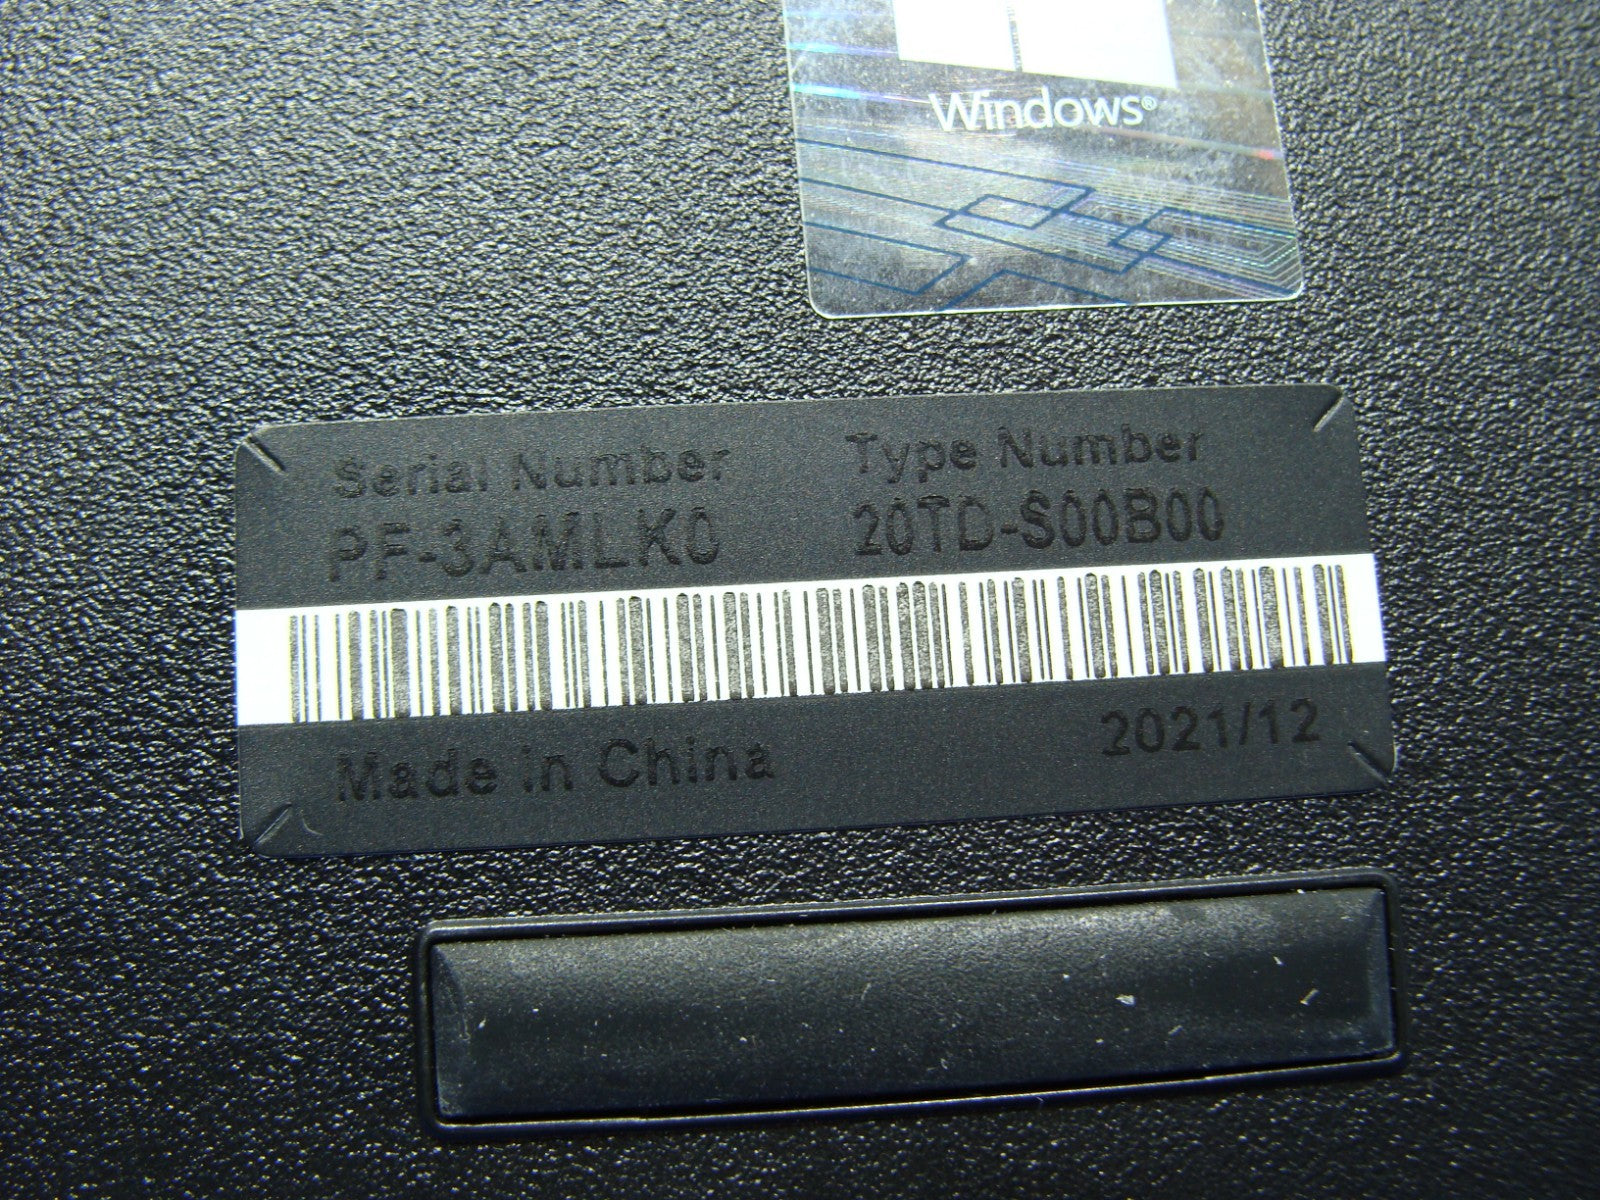 Windows®
Serial Number
PF-3AMLK0
Type Number
20TD-S00B00
Made in China
2021/12